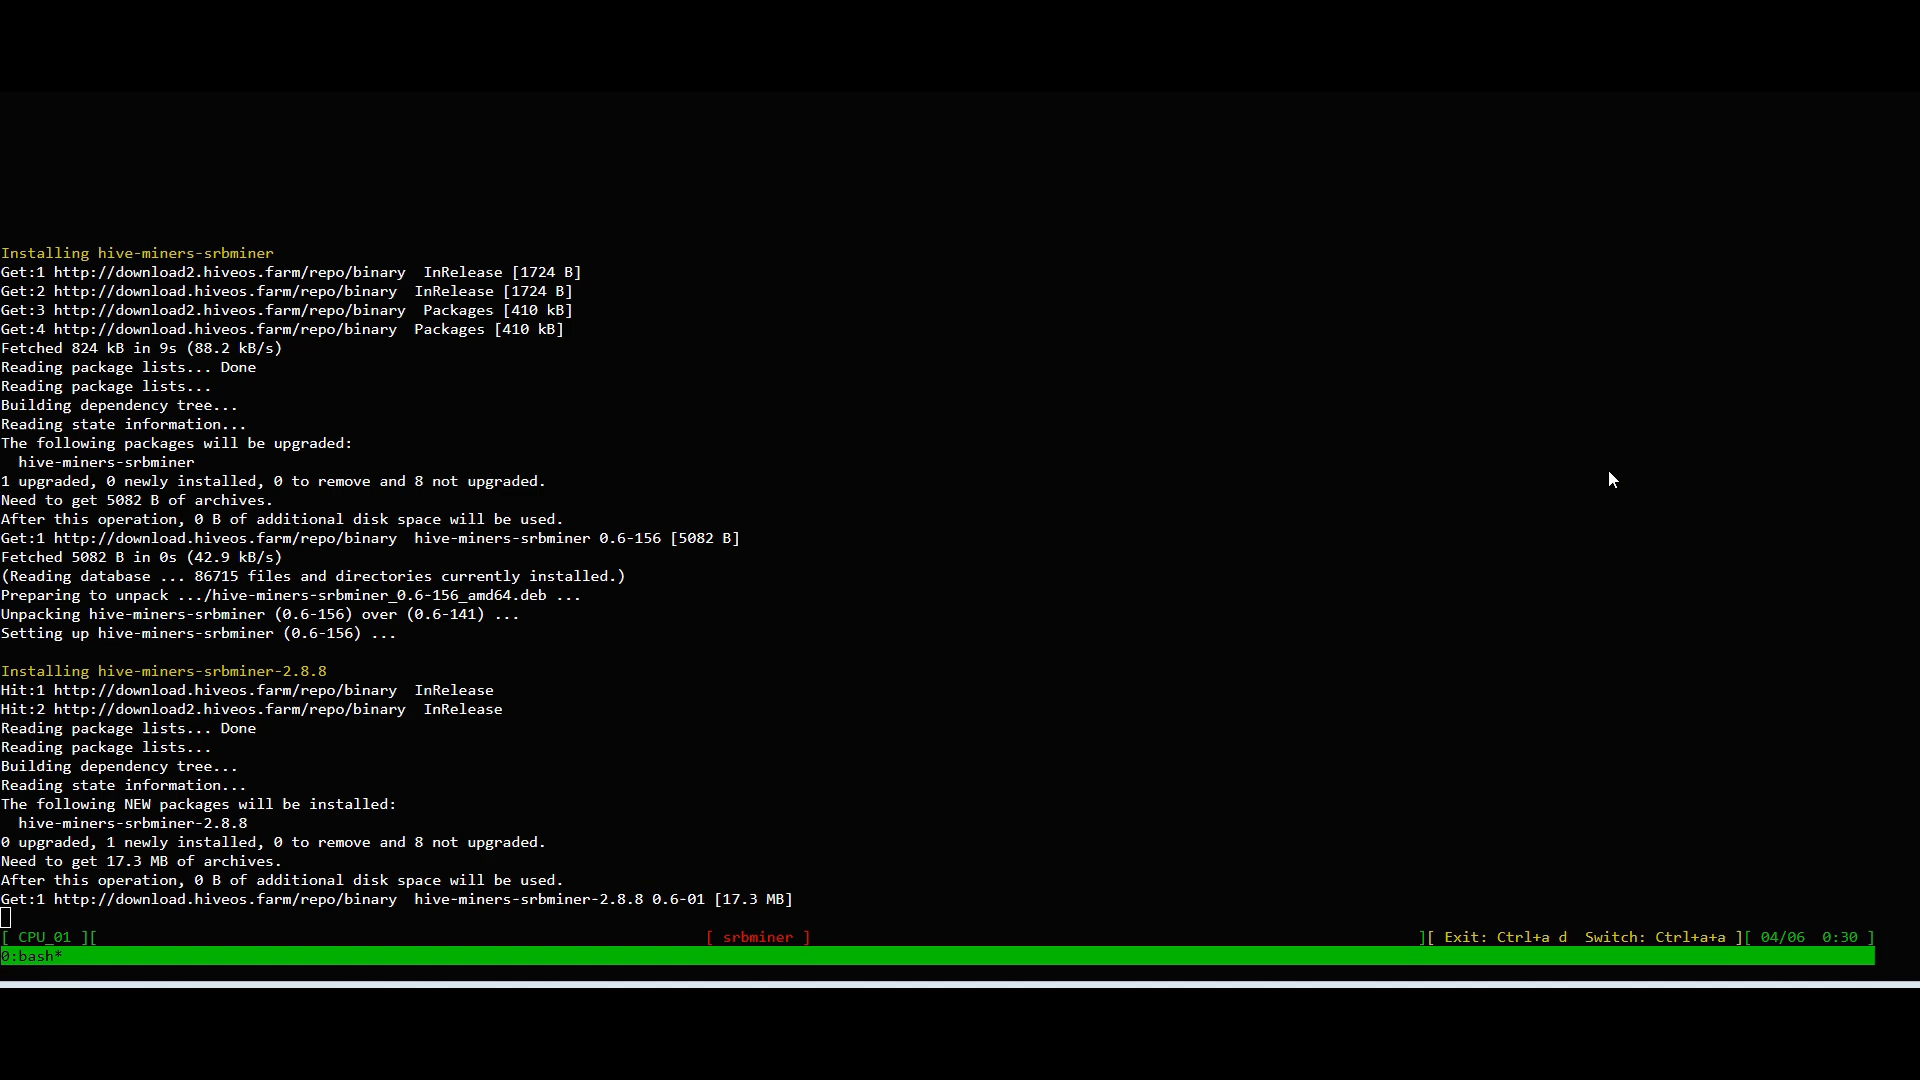 Installing hive-miners-srbminer
Get:1 http://download2.hiveos.farm/repo/binary  InRelease [1724 B]
Get:2 http://download.hiveos.farm/repo/binary  InRelease [1724 B]
Get:3 http://download2.hiveos.farm/repo/binary  Packages [410 kB]
Get:4 http://download.hiveos.farm/repo/binary  Packages [410 kB]
Fetched 824 kB in 9s (88.2 kB/s)
Reading package lists... Done
Reading package lists...
Building dependency tree...
Reading state information...
The following packages will be upgraded:
  hive-miners-srbminer
1 upgraded, 0 newly installed, 0 to remove and 8 not upgraded.
Need to get 5082 B of archives.
After this operation, 0 B of additional disk space will be used.
Get:1 http://download.hiveos.farm/repo/binary  hive-miners-srbminer 0.6-156 [5082 B]
Fetched 5082 B in 0s (42.9 kB/s)
(Reading database ... 86715 files and directories currently installed.)
Preparing to unpack .../hive-miners-srbminer_0.6-156_amd64.deb ...
Unpacking hive-miners-srbminer (0.6-156) over (0.6-141) ...
Setting up hive-miners-srbminer (0.6-156) ...
Installing hive-miners-srbminer-2.8.8
Hit:1 http://download.hiveos.farm/repo/binary  InRelease
Hit:2 http://download2.hiveos.farm/repo/binary  InRelease
Reading package lists... Done
Reading package lists...
Building dependency tree...
Reading state information...
The following NEW packages will be installed:
  hive-miners-srbminer-2.8.8
0 upgraded, 1 newly installed, 0 to remove and 8 not upgraded.
Need to get 17.3 MB of archives.
After this operation, 0 B of additional disk space will be used.
Get:1 http://download.hiveos.farm/repo/binary  hive-miners-srbminer-2.8.8 0.6-01 [17.3 MB]
[ CPU_01 ][ [ srbminer ] ][ Exit: Ctrl+a d  Switch: Ctrl+a+a ][ 04/06  0:30 ]
0:bash*